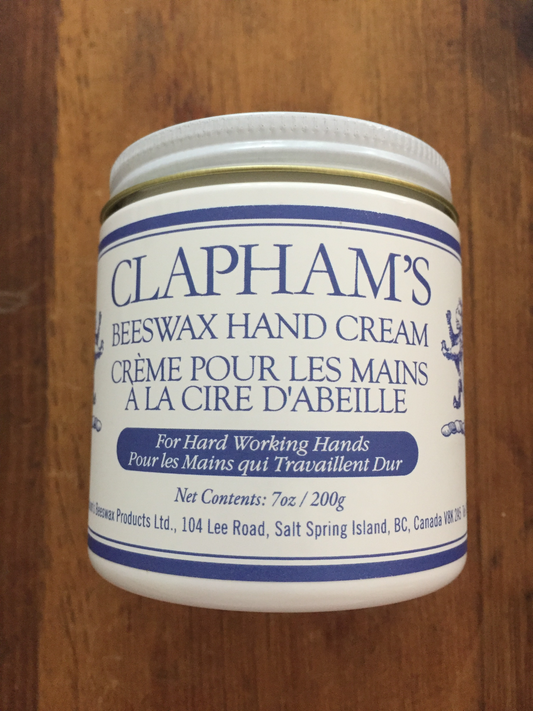 CLAPHAM'S
BEESWAX HAND CREAM
CRÈME POUR LES MAINS
À LA CIRE D'ABEILLE
For Hard Working Hands
Pour les Mains qui Travaillent Dur
Net Contents: 7oz / 200g
Beeswax Products Ltd., 104 Lee Road, Salt Spring Island, BC, Canada V8K